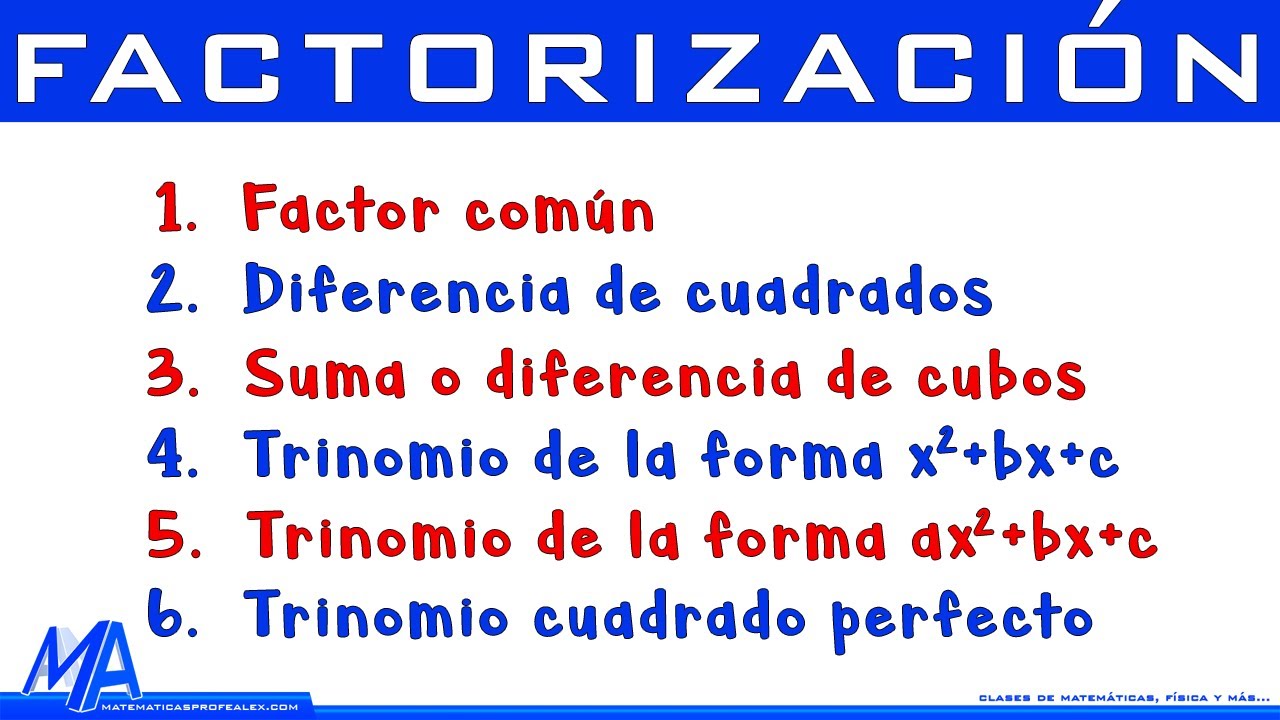 FACTORIZACIÓN
1. Factor común
2. Diferencia de cuadrados
3. Suma o diferencia de cubos
4. Trinomio de la forma x²+bx+c
5. Trinomio de la forma ax²+bx+c
6. Trinomio cuadrado perfecto
MA
MATEMATICASPROFEALEX.COM
CLASES DE MATEMÁTICAS, FÍSICA Y MÁS...